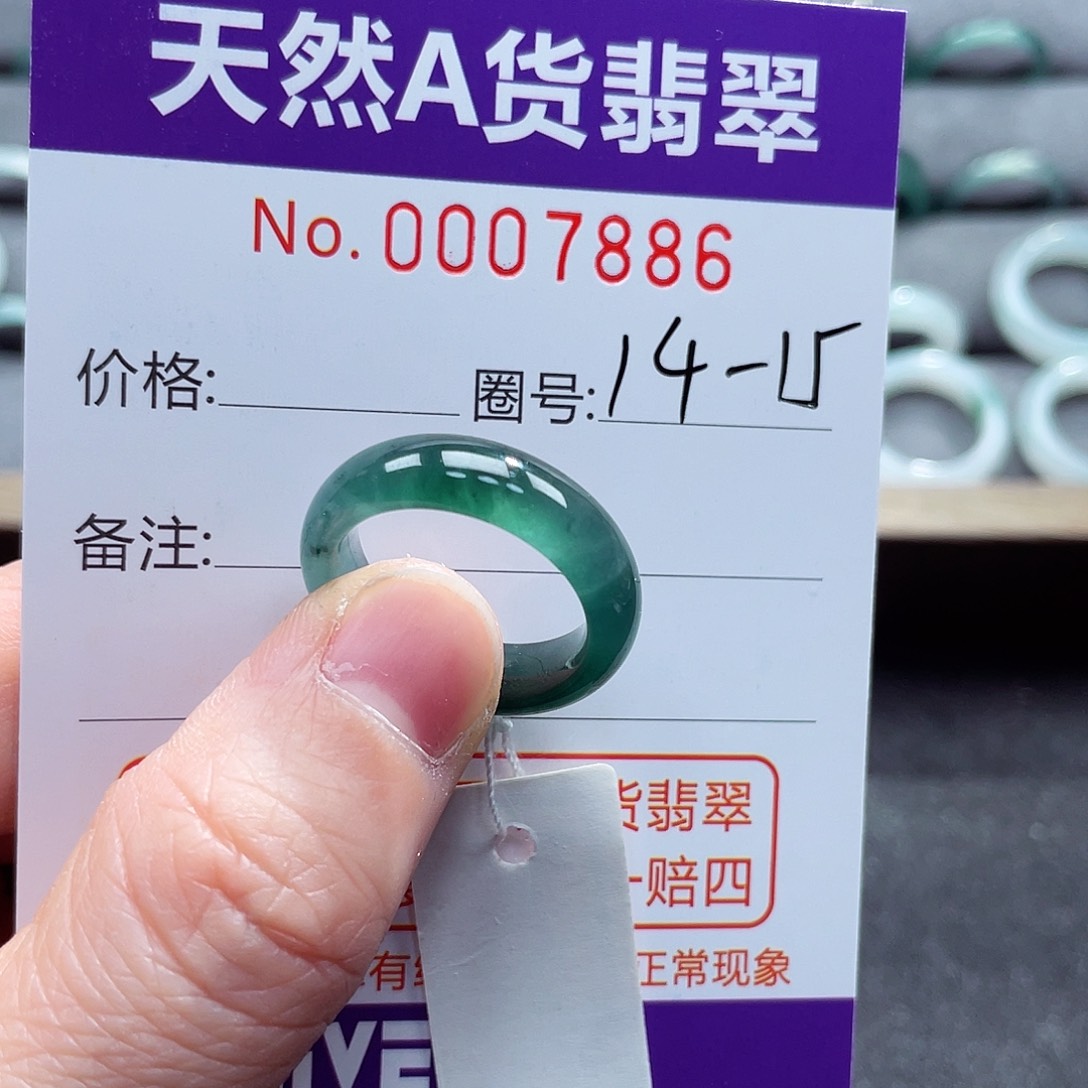 天然A货翡翠
No. 0007886
价格: 圈号: 14-15
备注:
货翡翠
一赔四
有 正常现象
IVE